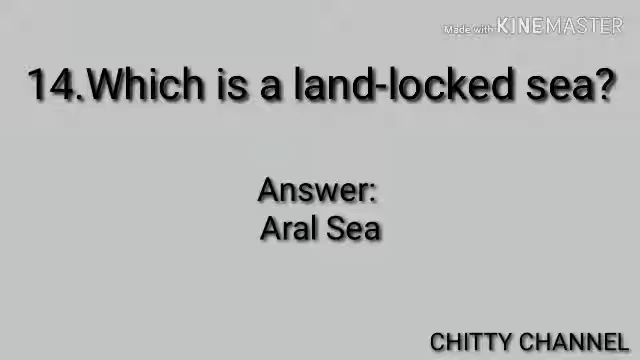 Made with KINEMASTER
14.Which is a land-locked sea?
Answer:
Aral Sea
CHITTY CHANNEL